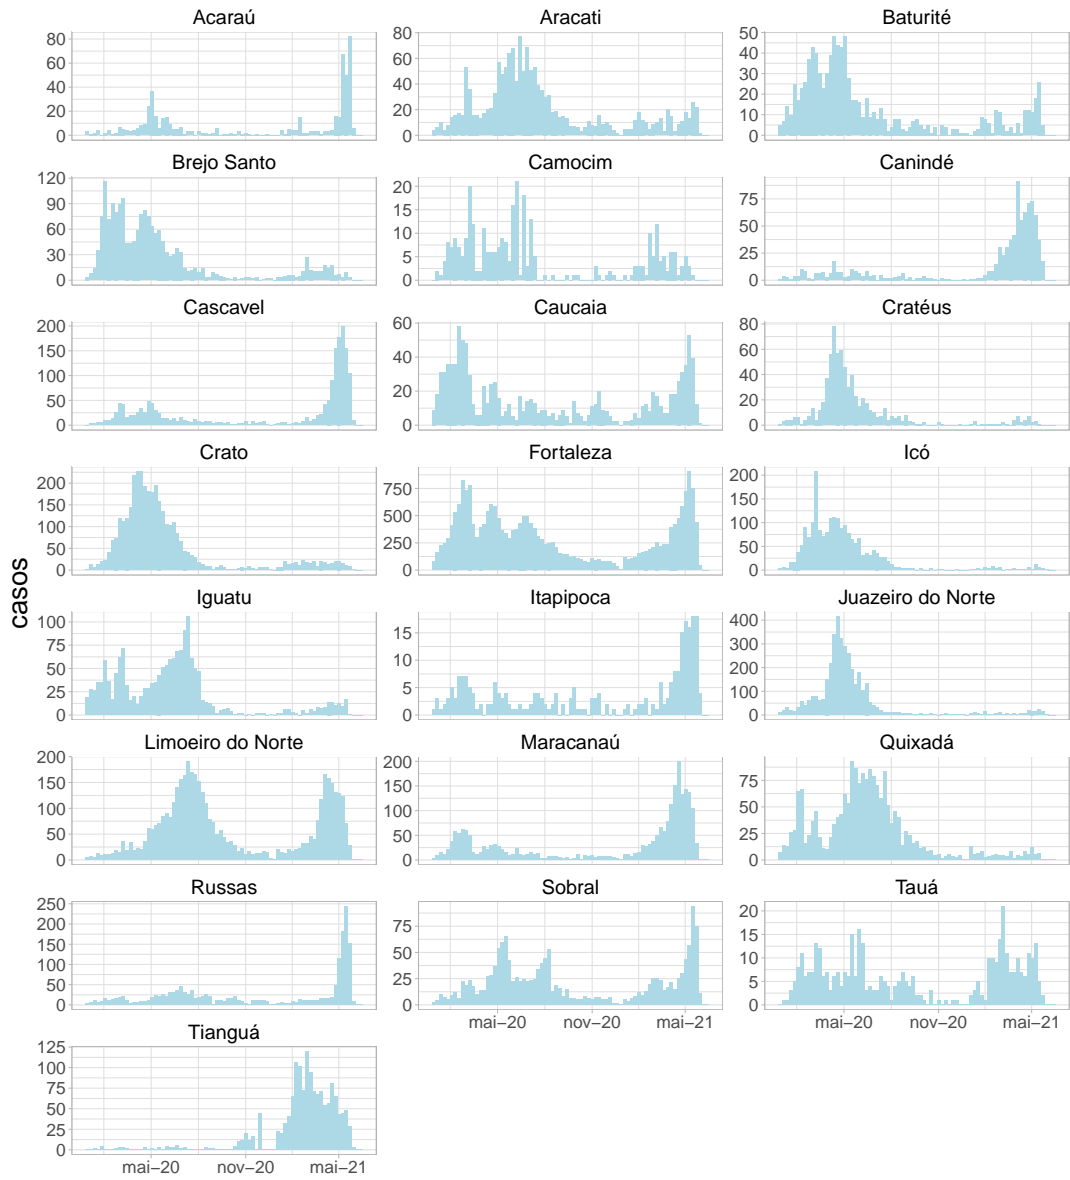 Acaraú Aracati Baturité
80 60 40 20 0
80 60 40 20 0
50 40 30 20 10 0
Brejo Santo Camocim Canindé
120 90 60 30 0
20 15 10 5 0
75 50 25 0
Cascavel Caucaia Cratéus
200 150 100 50 0
60 40 20 0
80 60 40 20 0
Crato Fortaleza Icó
200 150 100 50 0
750 500 250 0
200 150 100 50 0
casos
Iguatu Itapipoca Juazeiro do Norte
100 75 50 25 0
15 10 5 0
400 300 200 100 0
Limoeiro do Norte Maracanaú Quixadá
200 150 100 50 0
200 150 100 50 0
75 50 25 0
Russas Sobral Tauá
250 200 150 100 50 0
75 50 25 0
20 15 10 5 0
mai–20 nov–20 mai–21 mai–20 nov–20 mai–21
Tianguá
125 100 75 50 25 0
mai–20 nov–20 mai–21